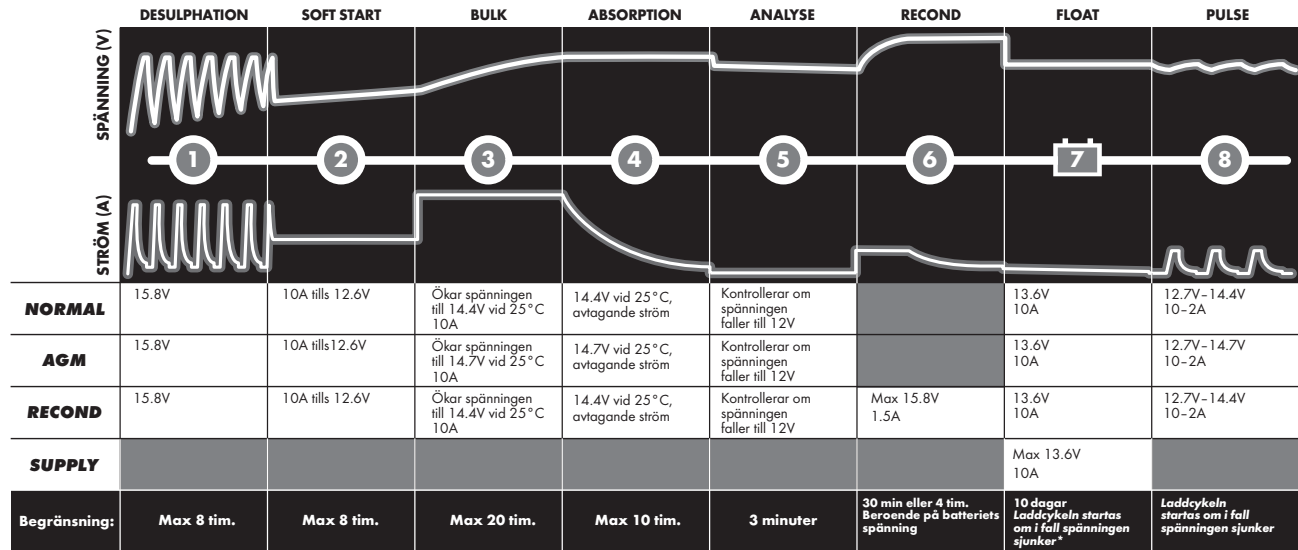 DESULPHATION SOFT START BULK ABSORPTION ANALYSE RECOND FLOAT PULSE
SPÄNNING (V)
1 2 3 4 5 6 7 8
STRÖM (A)
NORMAL
15.8V
10A tills 12.6V
Ökar spänningen
till 14.4V vid 25°C
10A
14.4V vid 25°C,
avtagande ström
Kontrollerar om
spänningen
faller till 12V
13.6V
10A
12.7V–14.4V
10–2A
AGM
15.8V
10A tills12.6V
Ökar spänningen
till 14.7V vid 25°C
10A
14.7V vid 25°C,
avtagande ström
Kontrollerar om
spänningen
faller till 12V
13.6V
10A
12.7V–14.7V
10–2A
RECOND
15.8V
10A tills 12.6V
Ökar spänningen
till 14.4V vid 25°C
10A
14.4V vid 25°C,
avtagande ström
Kontrollerar om
spänningen
faller till 12V
Max 15.8V
1.5A
13.6V
10A
12.7V–14.4V
10–2A
SUPPLY
Max 13.6V
10A
Begränsning:
Max 8 tim.
Max 8 tim.
Max 20 tim.
Max 10 tim.
3 minuter
30 min eller 4 tim.
Beroende på batteriets
spänning
10 dagar
Laddcykeln startas
om i fall spänningen
sjunker*
Laddcykeln
startas om i fall
spänningen sjunker